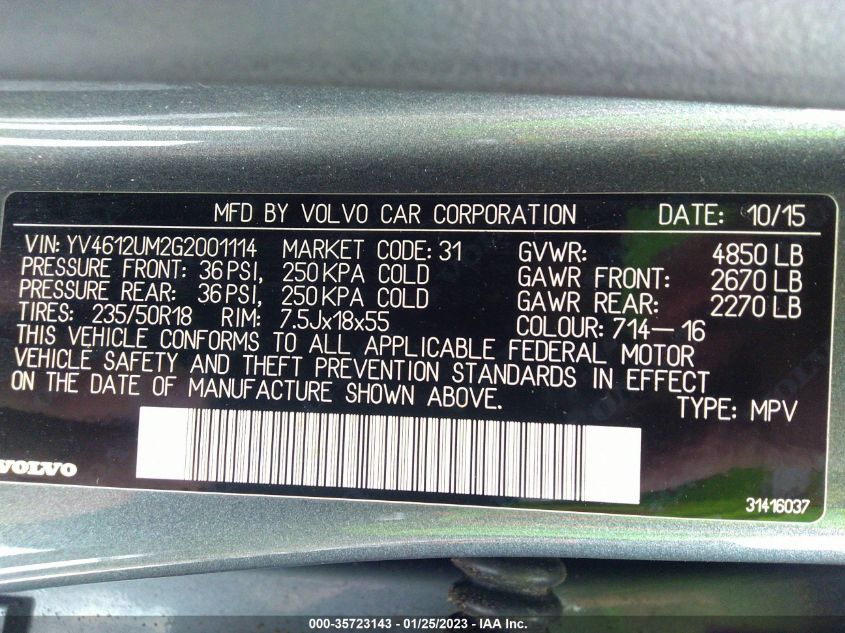 MFD BY VOLVO CAR CORPORATION DATE: 10/15
VIN: YV4612UM2G2001114 MARKET CODE: 31 GVWR: 4850 LB
PRESSURE FRONT: 36 PSI, 250 KPA COLD GAWR FRONT: 2670 LB
PRESSURE REAR: 36 PSI, 250 KPA COLD GAWR REAR: 2270 LB
TIRES: 235/50R18 RIM: 7.5Jx18x55 COLOUR: 714-16
THIS VEHICLE CONFORMS TO ALL APPLICABLE FEDERAL MOTOR
VEHICLE SAFETY AND THEFT PREVENTION STANDARDS IN EFFECT
ON THE DATE OF MANUFACTURE SHOWN ABOVE. TYPE: MPV
VOLVO
31416037
000-35723143 - 01/25/2023 - IAA Inc.